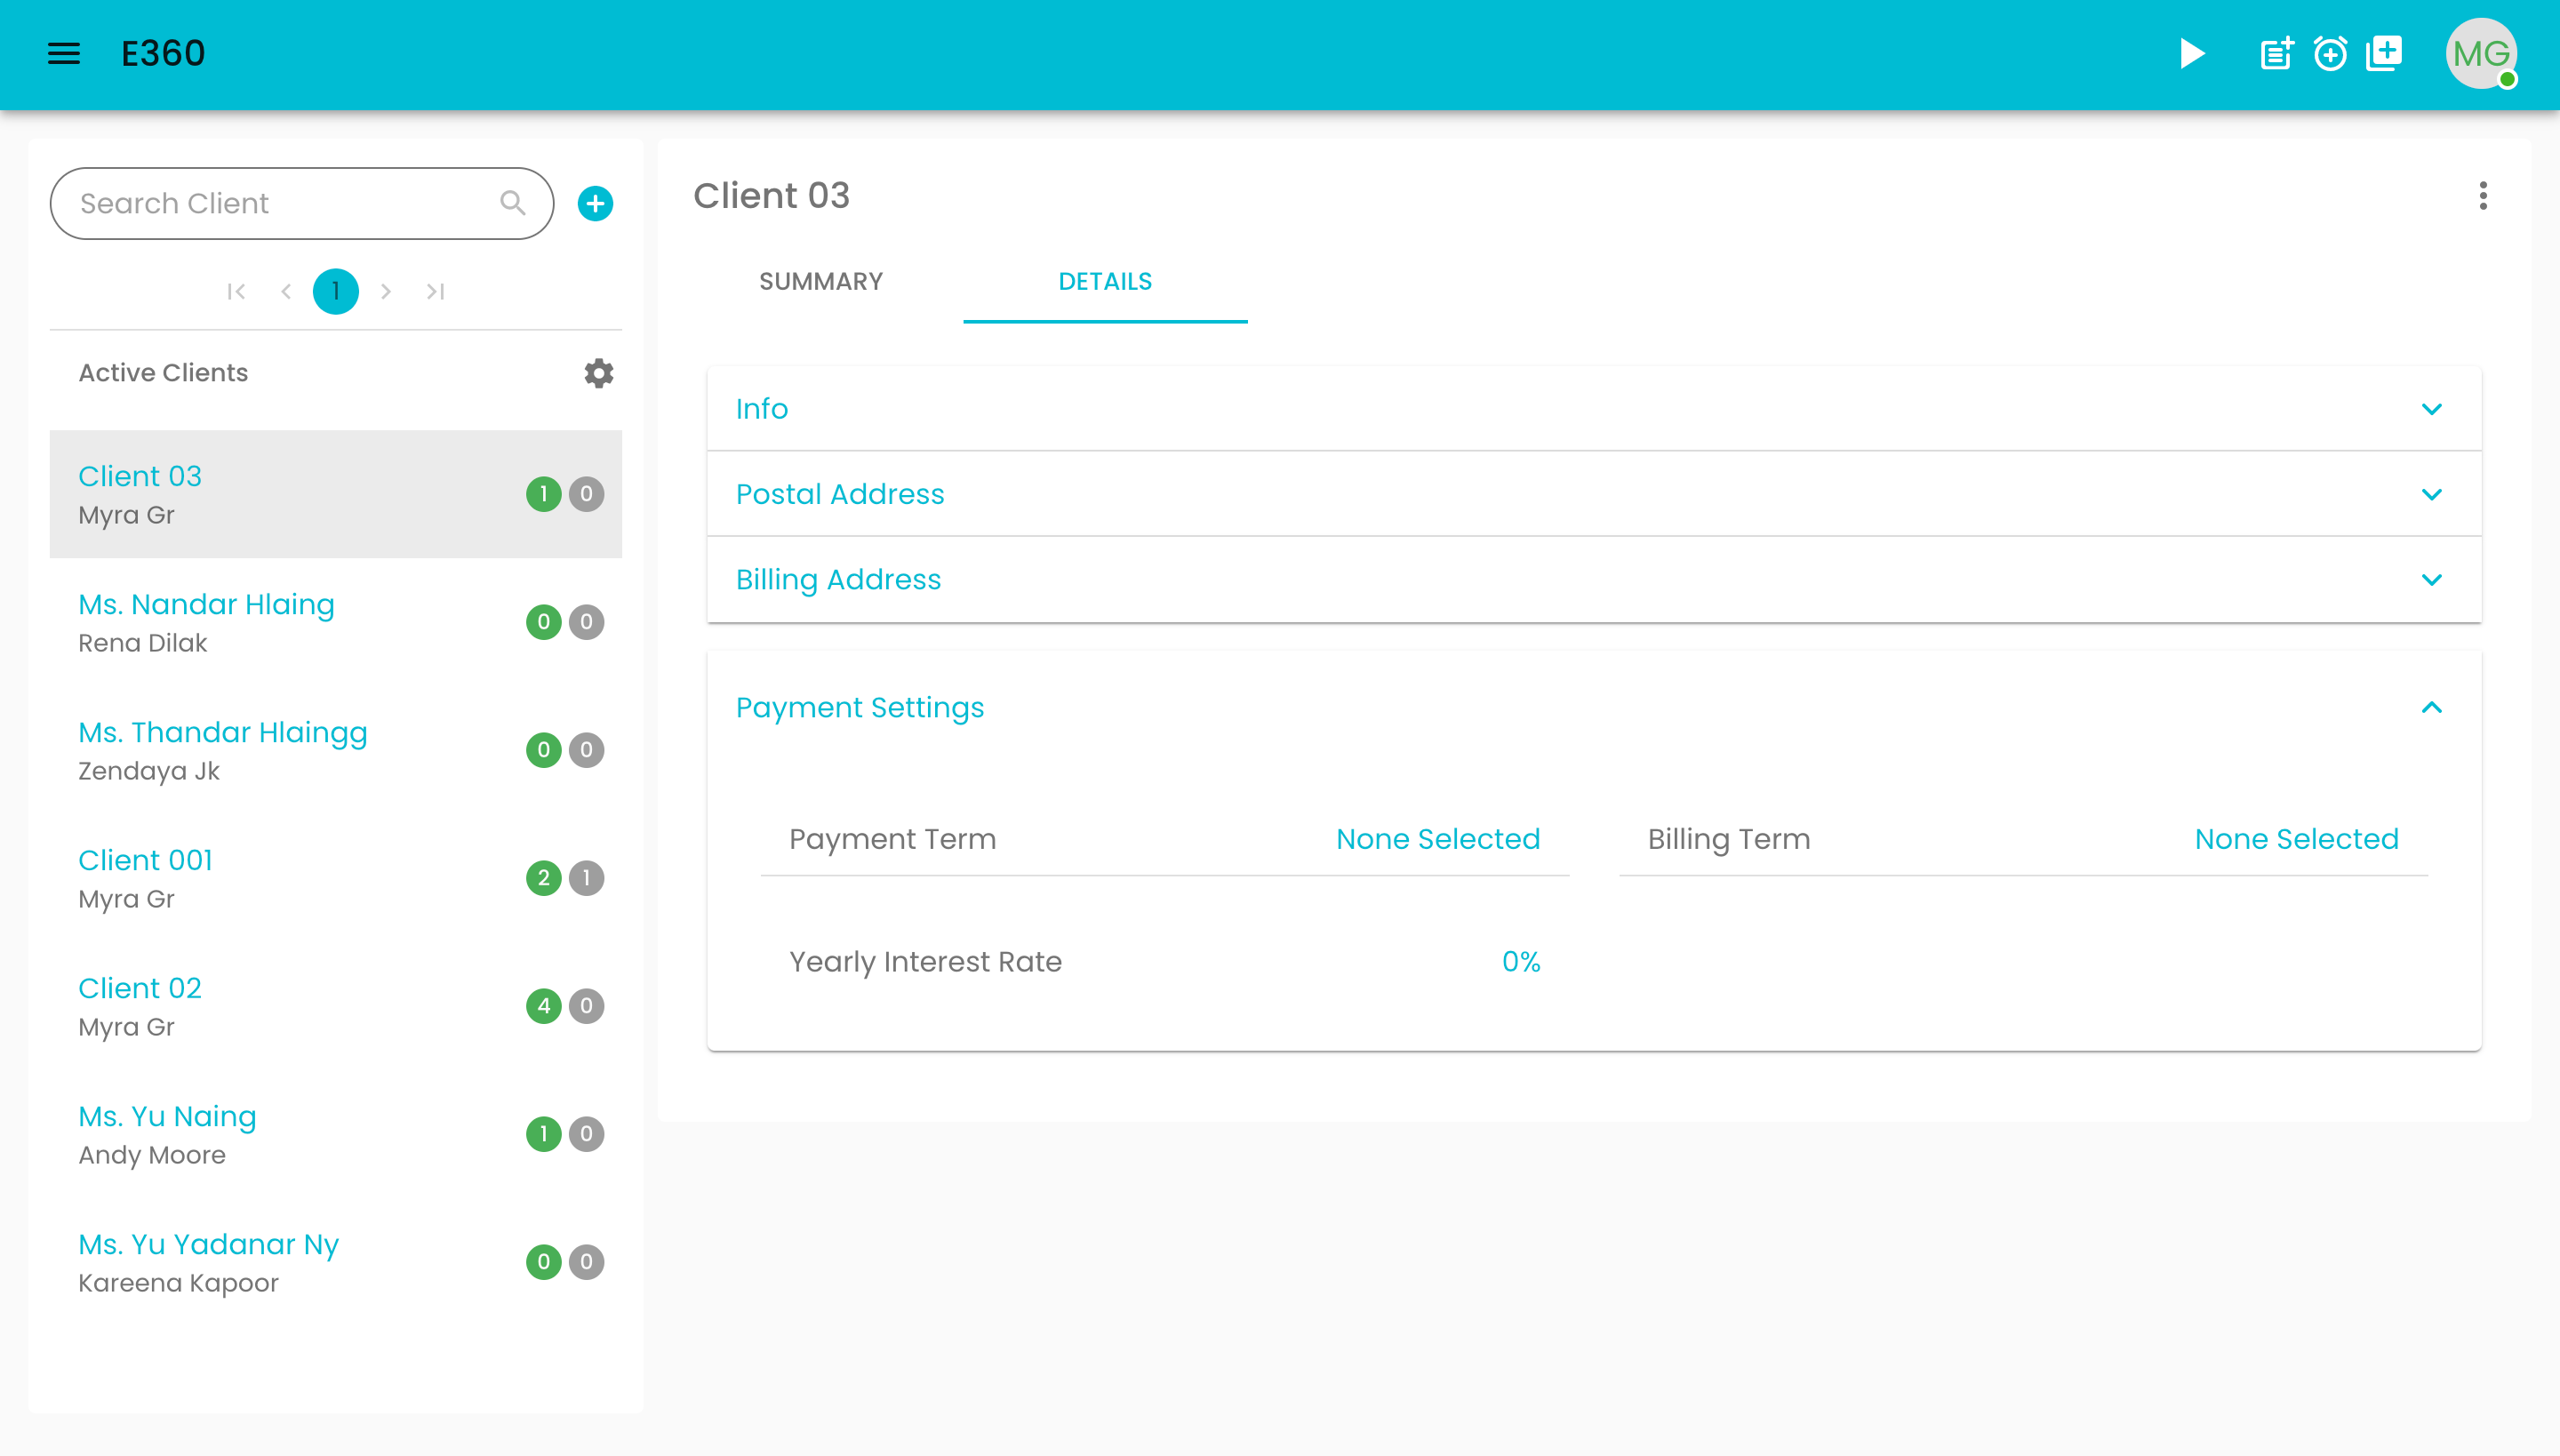 E360
MG
Search Client
1
Active Clients
Client 03
Myra Gr
1 0
Ms. Nandar Hlaing
Rena Dilak
0 0
Ms. Thandar Hlaingg
Zendaya Jk
0 0
Client 001
Myra Gr
2 1
Client 02
Myra Gr
4 0
Ms. Yu Naing
Andy Moore
1 0
Ms. Yu Yadanar Ny
Kareena Kapoor
0 0
Client 03
SUMMARY DETAILS
Info
Postal Address
Billing Address
Payment Settings
Payment Term None Selected
Billing Term None Selected
Yearly Interest Rate 0%